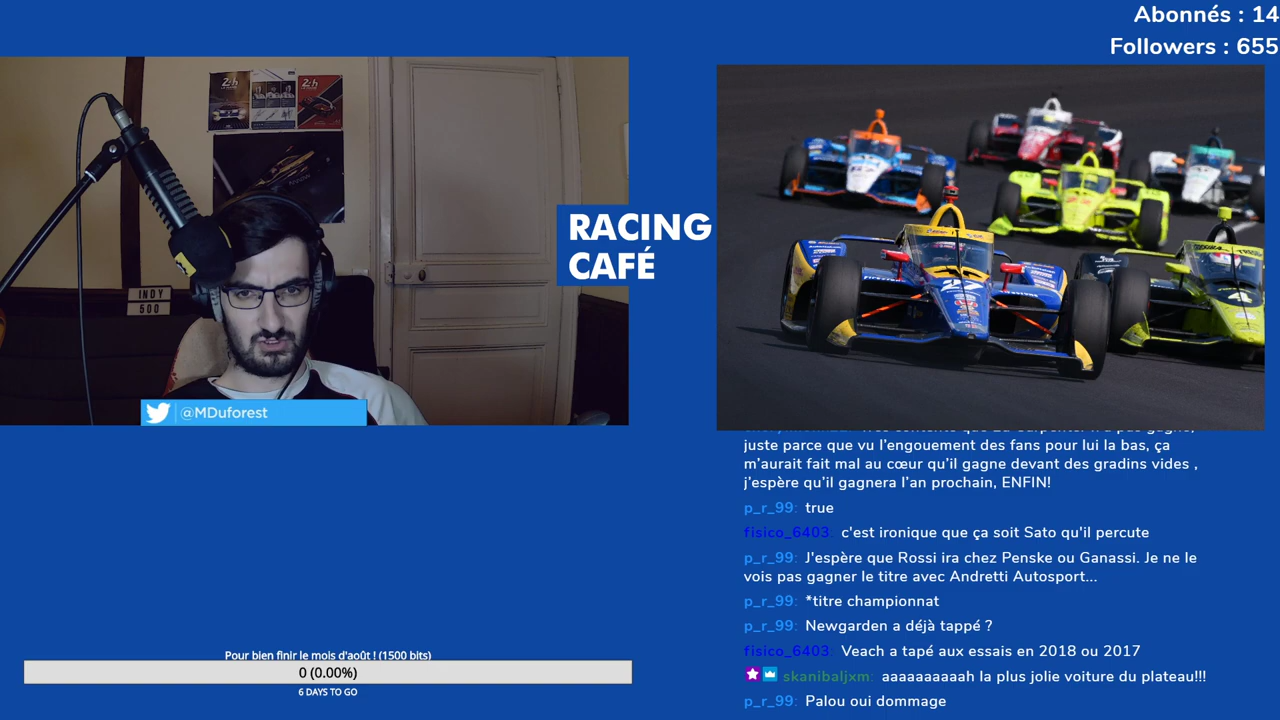 Abonnés : 14
Followers : 655
24h
24h
RACING
CAFÉ
INDY
500
27
4
@MDuforest
juste parce que vu l'engouement des fans pour lui la bas, ça
m'aurait fait mal au cœur qu'il gagne devant des gradins vides ,
j'espère qu'il gagnera l'an prochain, ENFIN!
p_r_99: true
fisico_6403: c'est ironique que ça soit Sato qu'il percute
p_r_99: J'espère que Rossi ira chez Penske ou Ganassi. Je ne le
vois pas gagner le titre avec Andretti Autosport...
p_r_99: *titre championnat
p_r_99: Newgarden a déjà tappé ?
fisico_6403: Veach a tapé aux essais en 2018 ou 2017
skanibaljxm: aaaaaaaaaah la plus jolie voiture du plateau!!!
p_r_99: Palou oui dommage
Pour bien finir le mois d'août ! (1500 bits)
0 (0.00%)
6 DAYS TO GO